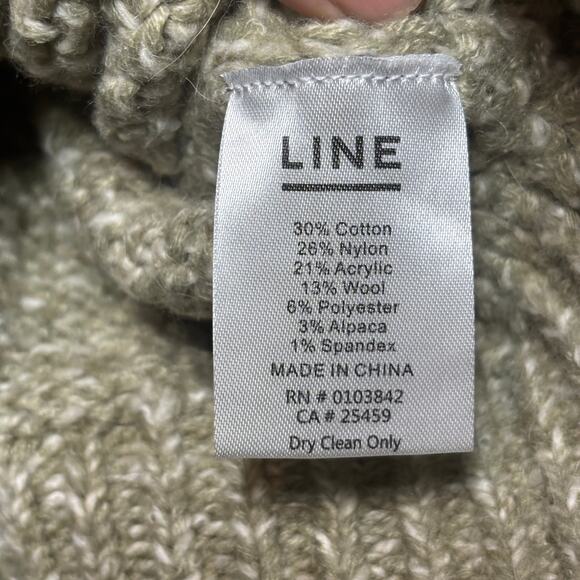 LINE
30% Cotton
26% Nylon
21% Acrylic
13% Wool
6% Polyester
3% Alpaca
1% Spandex
MADE IN CHINA
RN # 0103842
CA # 25459
Dry Clean Only